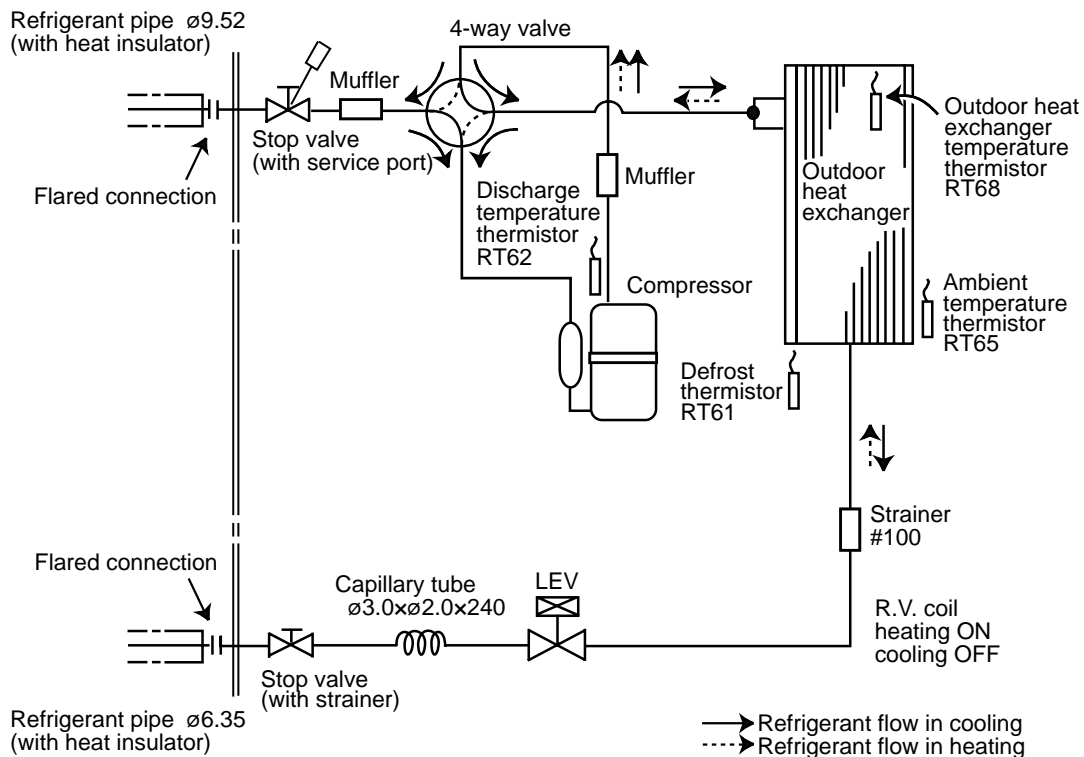 Refrigerant pipe ø9.52
(with heat insulator)
4-way valve
Muffler
Stop valve
(with service port)
Flared connection
Outdoor heat
exchanger
temperature
thermistor
RT68
Outdoor
heat
exchanger
Muffler
Discharge
temperature
thermistor
RT62
Compressor
Ambient
temperature
thermistor
RT65
Defrost
thermistor
RT61
Strainer
#100
Flared connection
Capillary tube
ø3.0×ø2.0×240
LEV
R.V. coil
heating ON
cooling OFF
Stop valve
(with strainer)
Refrigerant pipe ø6.35
(with heat insulator)
Refrigerant flow in cooling
Refrigerant flow in heating